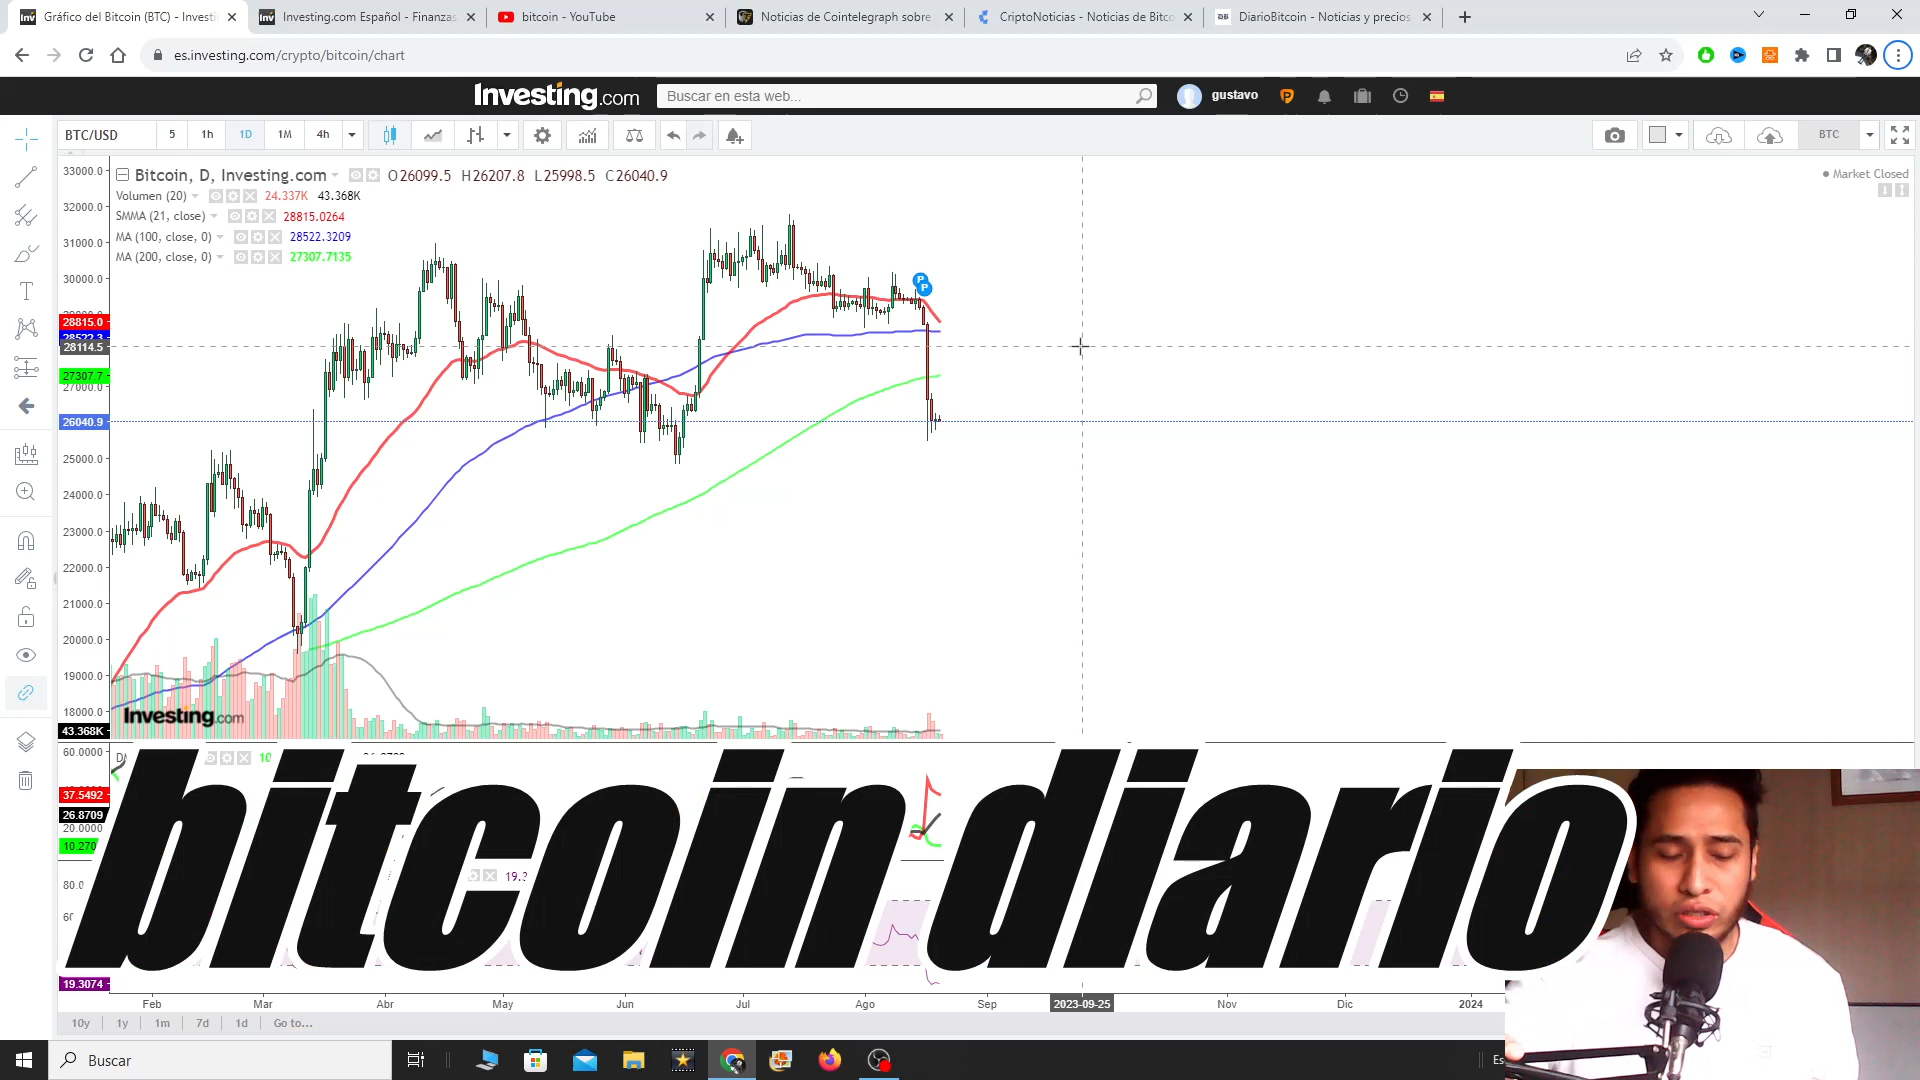 Gráfico del Bitcoin (BTC) - Investi
Investing.com Español - Finanzas
bitcoin - YouTube
Noticias de Cointelegraph sobre
CriptoNoticias - Noticias de Bitco
DiarioBitcoin - Noticias y precios
es.investing.com/crypto/bitcoin/chart
Investing.com
Buscar en esta web...
gustavo
BTC/USD
5
1h
1D
1M
4h
BTC
Bitcoin, D, Investing.com
O26099.5 H26207.8 L25998.5 C26040.9
Market Closed
Volumen (20)
24.337K 43.368K
SMMA (21, close)
28815.0264
MA (100, close, 0)
28522.3209
MA (200, close, 0)
27307.7135
P
P
33000.0
32000.0
31000.0
30000.0
28815.0
28522.3
28114.5
27307.7
27000.0
26040.9
25000.0
24000.0
23000.0
22000.0
21000.0
20000.0
19000.0
18000.0
43.368K
Investing.com
60.0000
37.5492
26.8709
20.0000
10.270
80.0
19.3074
bitcoin diario
Feb
Mar
Abr
May
Jun
Jul
Ago
Sep
2023-09-25
Nov
Dic
2024
10y
1y
1m
7d
1d
Go to...
Buscar